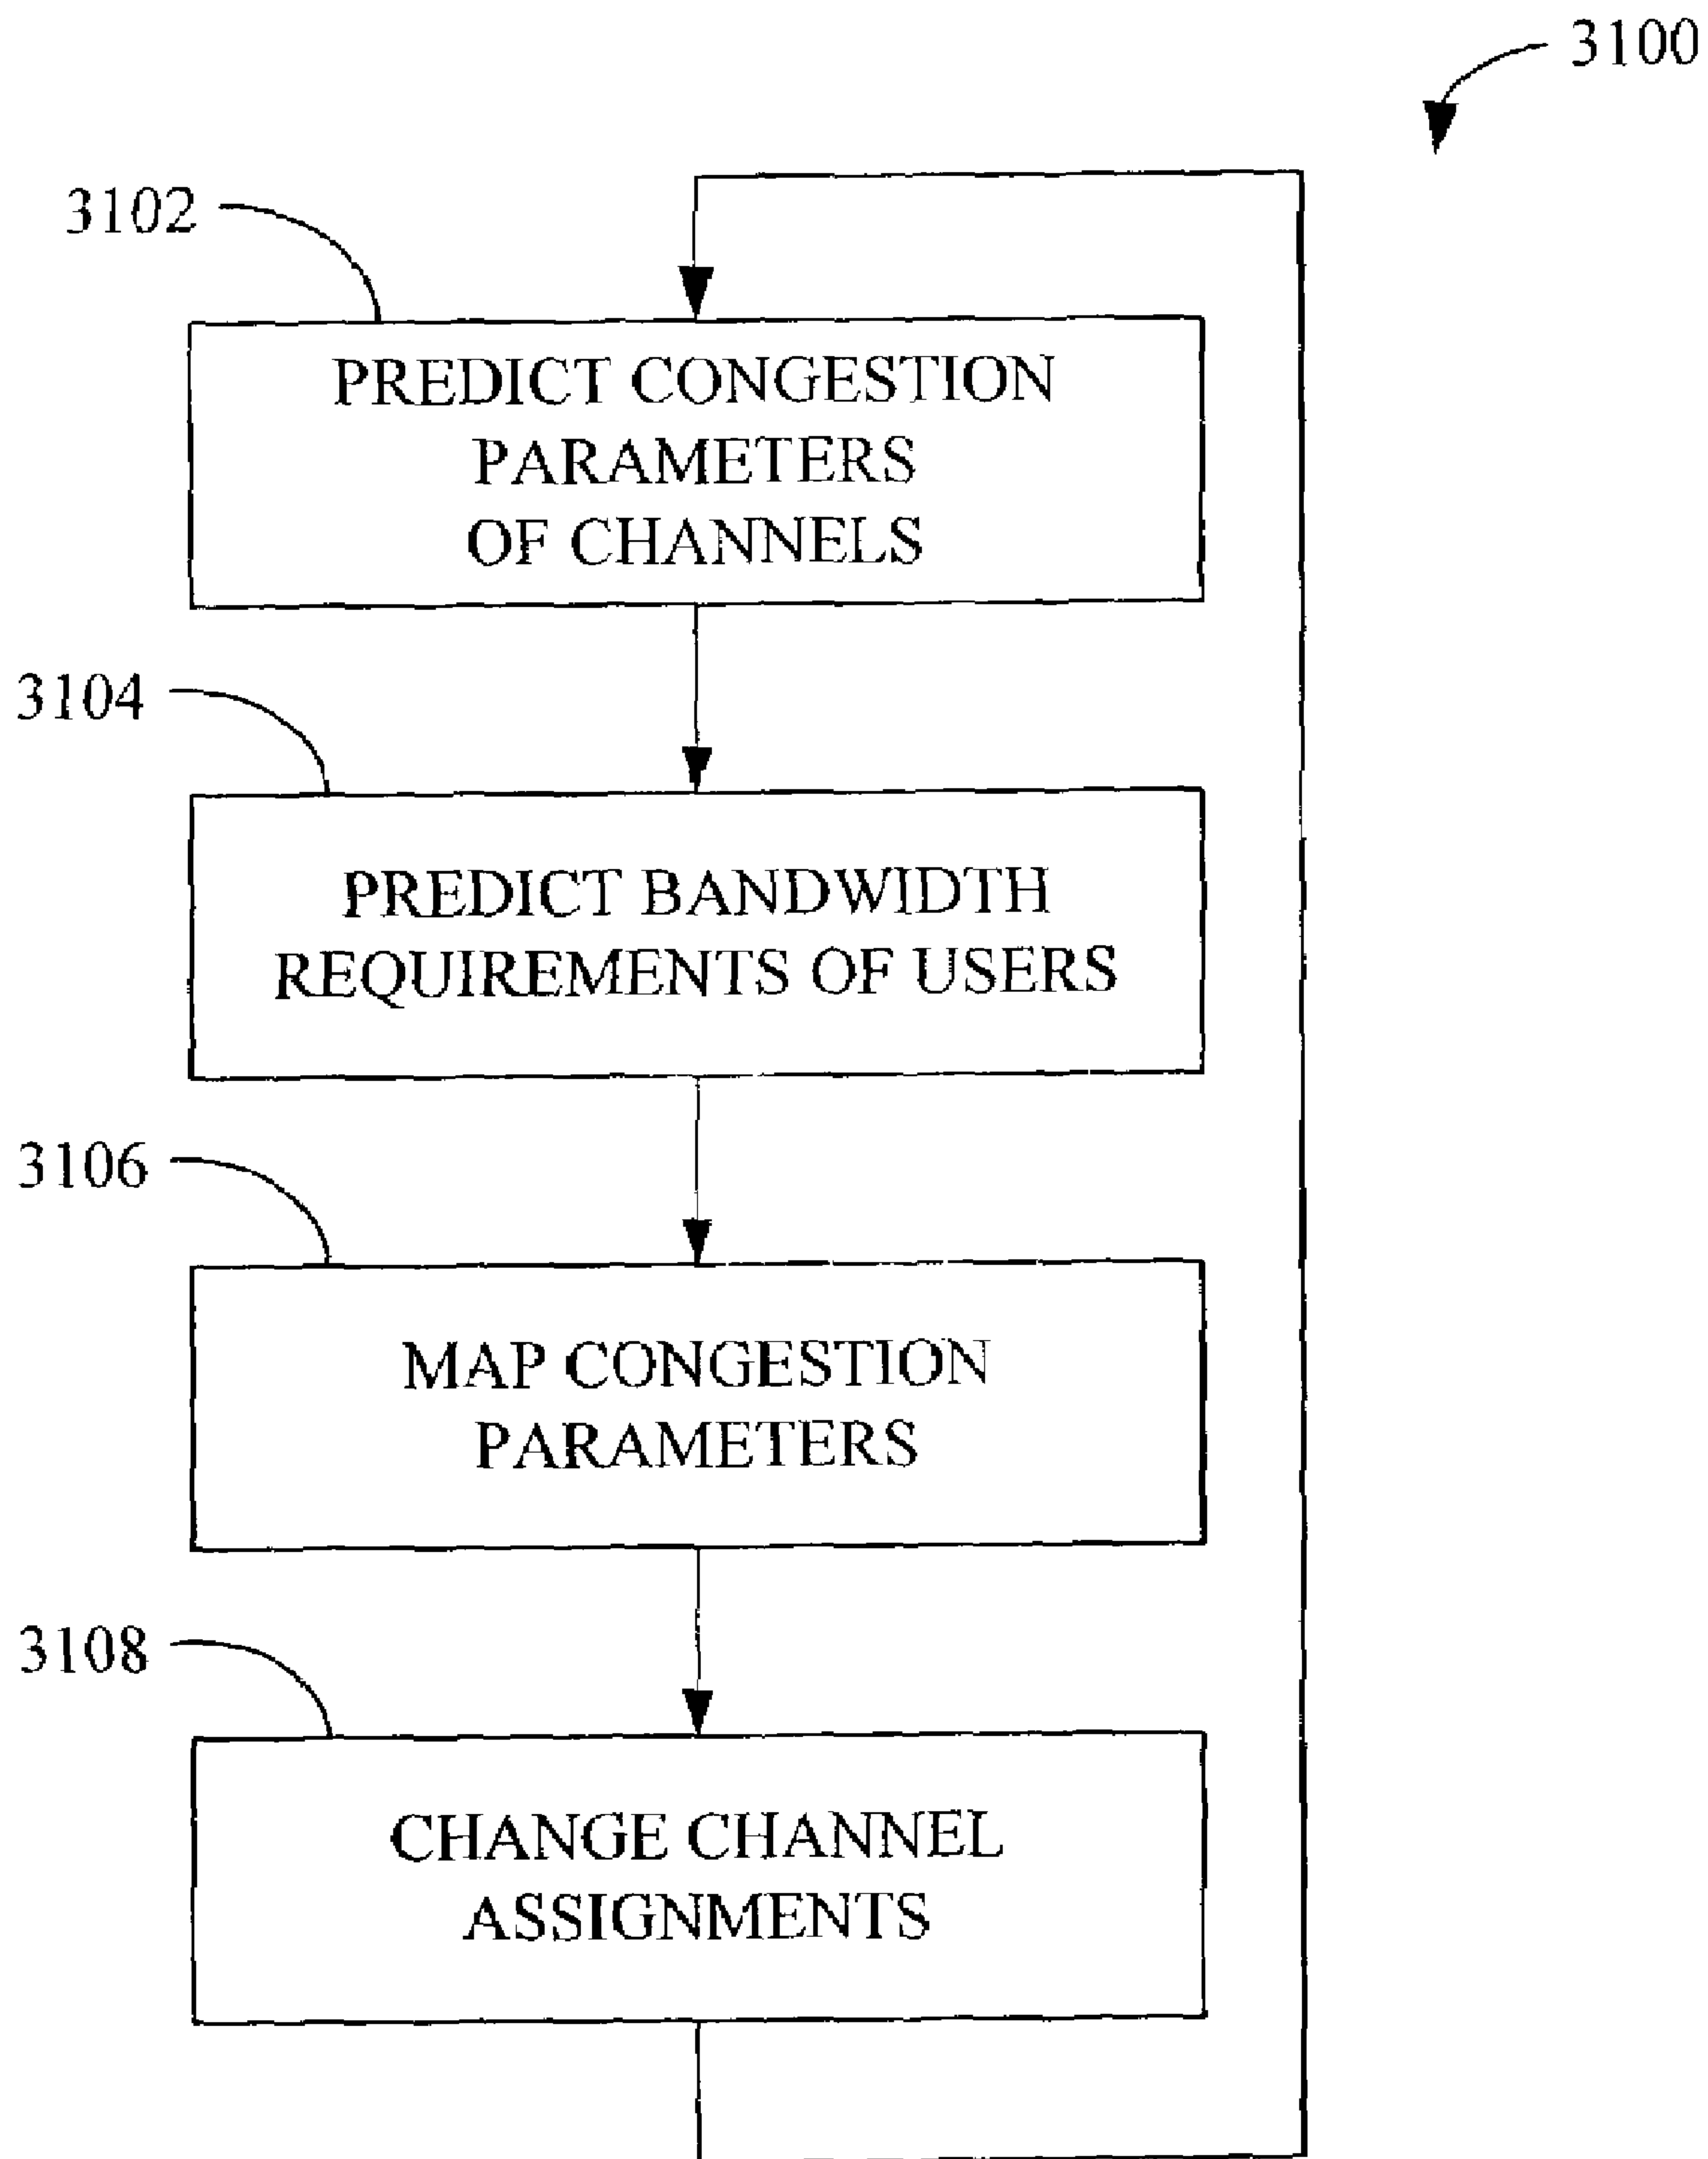 3100
3102
PREDICT CONGESTION
PARAMETERS
OF CHANNELS
3104
PREDICT BANDWIDTH
REQUIREMENTS OF USERS
3106
MAP CONGESTION
PARAMETERS
3108
CHANGE CHANNEL
ASSIGNMENTS